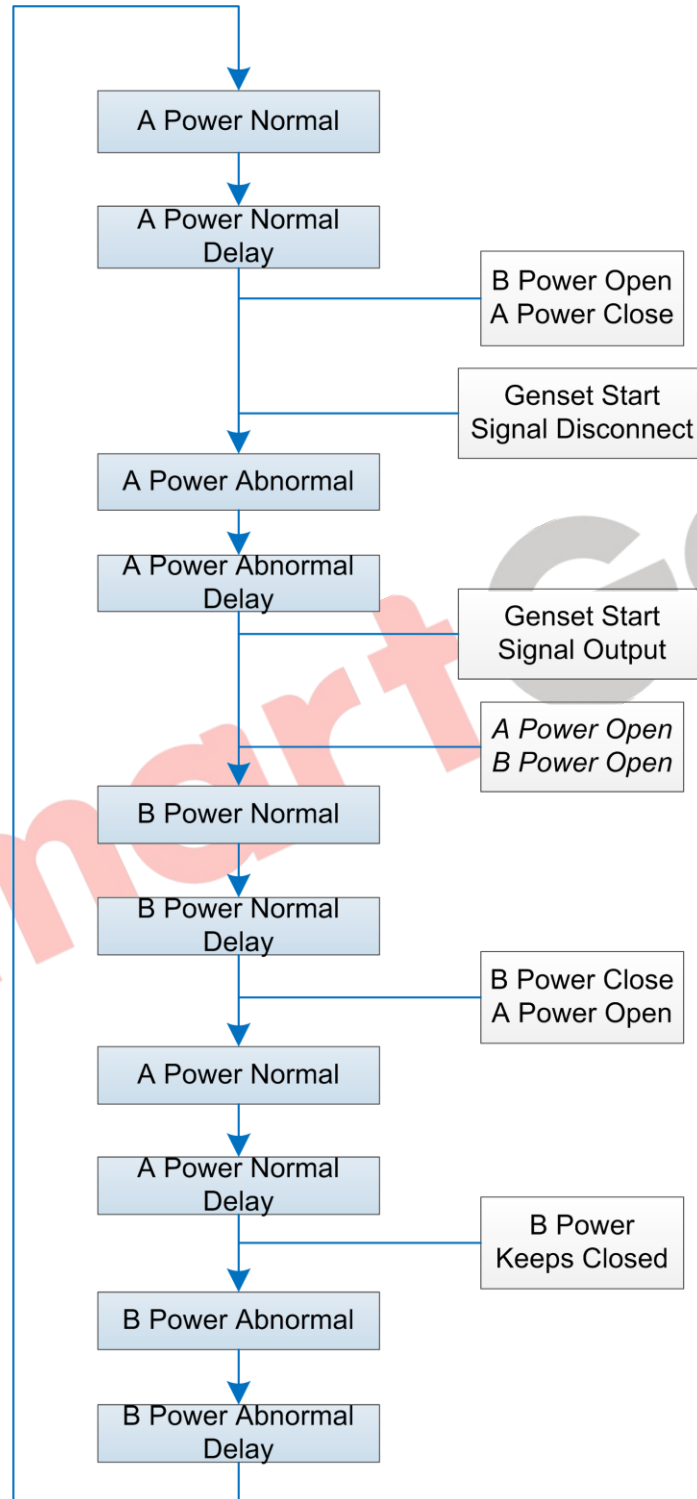 A Power Normal
A Power Normal
Delay
B Power Open
A Power Close
Genset Start
Signal Disconnect
A Power Abnormal
A Power Abnormal
Delay
Genset Start
Signal Output
A Power Open
B Power Open
B Power Normal
B Power Normal
Delay
B Power Close
A Power Open
A Power Normal
A Power Normal
Delay
B Power
Keeps Closed
B Power Abnormal
B Power Abnormal
Delay